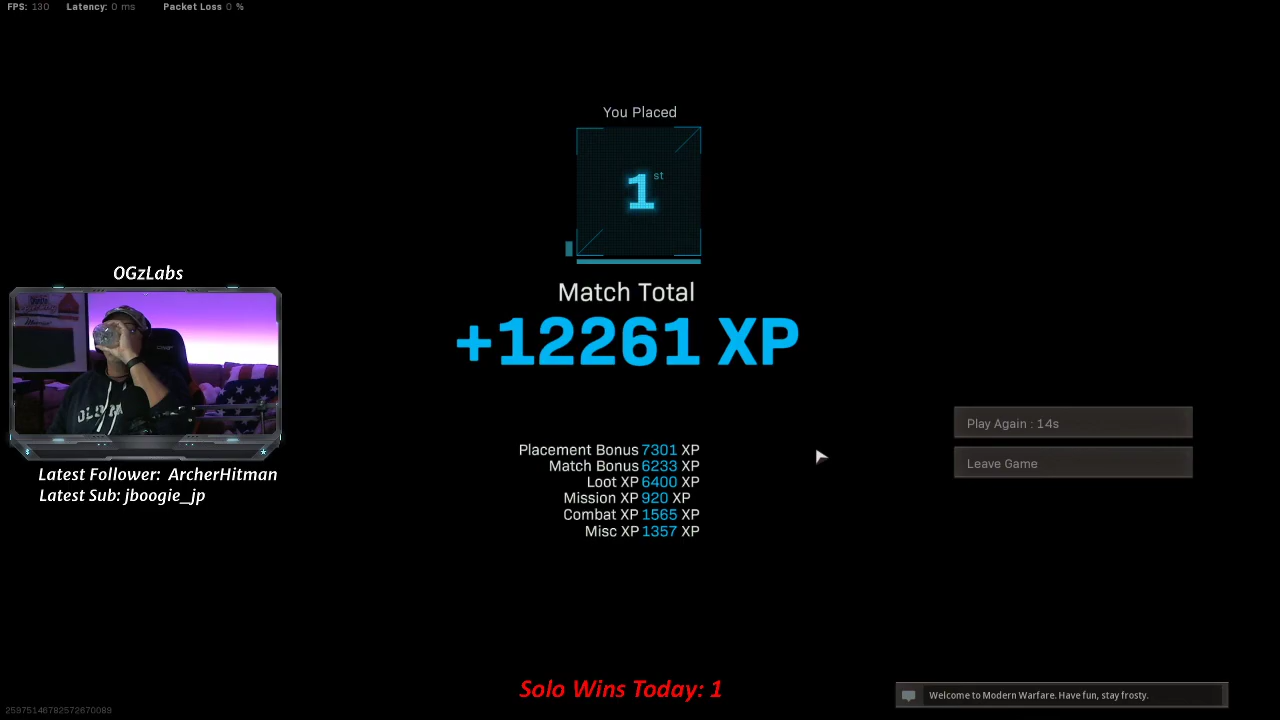 FPS: 130 Latency: 0 ms Packet Loss 0 %
You Placed
1st
Match Total
+12261 XP
Placement Bonus 7301 XP
Match Bonus 6233 XP
Loot XP 6400 XP
Mission XP 920 XP
Combat XP 1565 XP
Misc XP 1357 XP
OGzLabs
Latest Follower: ArcherHitman
Latest Sub: jboogie_jp
Play Again : 14s
Leave Game
Solo Wins Today: 1
Welcome to Modern Warfare. Have fun, stay frosty.